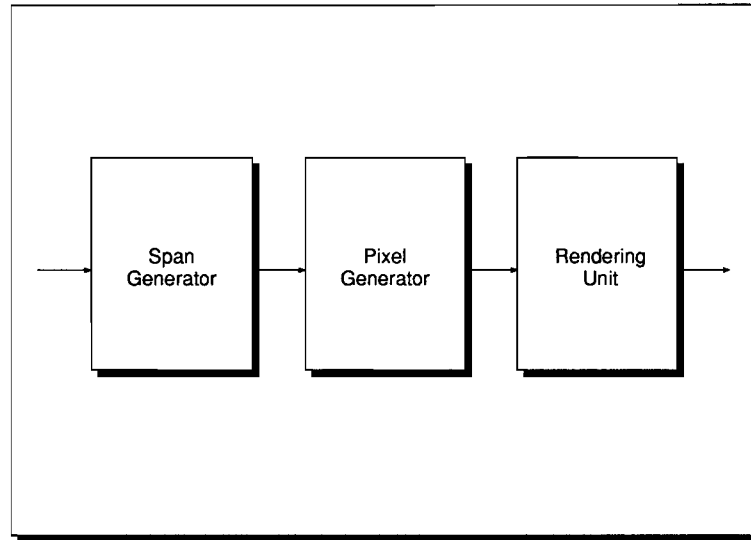 Span
Generator
Pixel
Generator
Rendering
Unit